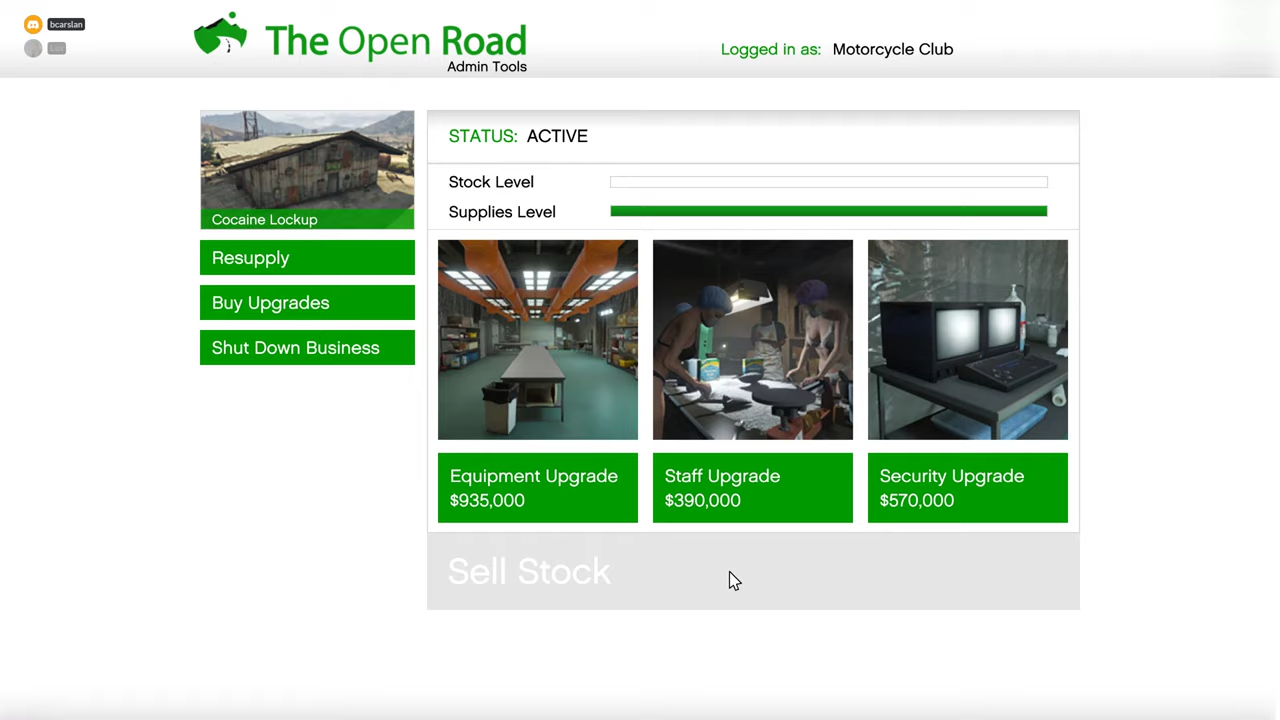 bcarslan
The Open Road
Admin Tools
Logged in as: Motorcycle Club
Cocaine Lockup
Resupply
Buy Upgrades
Shut Down Business
STATUS: ACTIVE
Stock Level
Supplies Level
Equipment Upgrade
$935,000
Staff Upgrade
$390,000
Security Upgrade
$570,000
Sell Stock